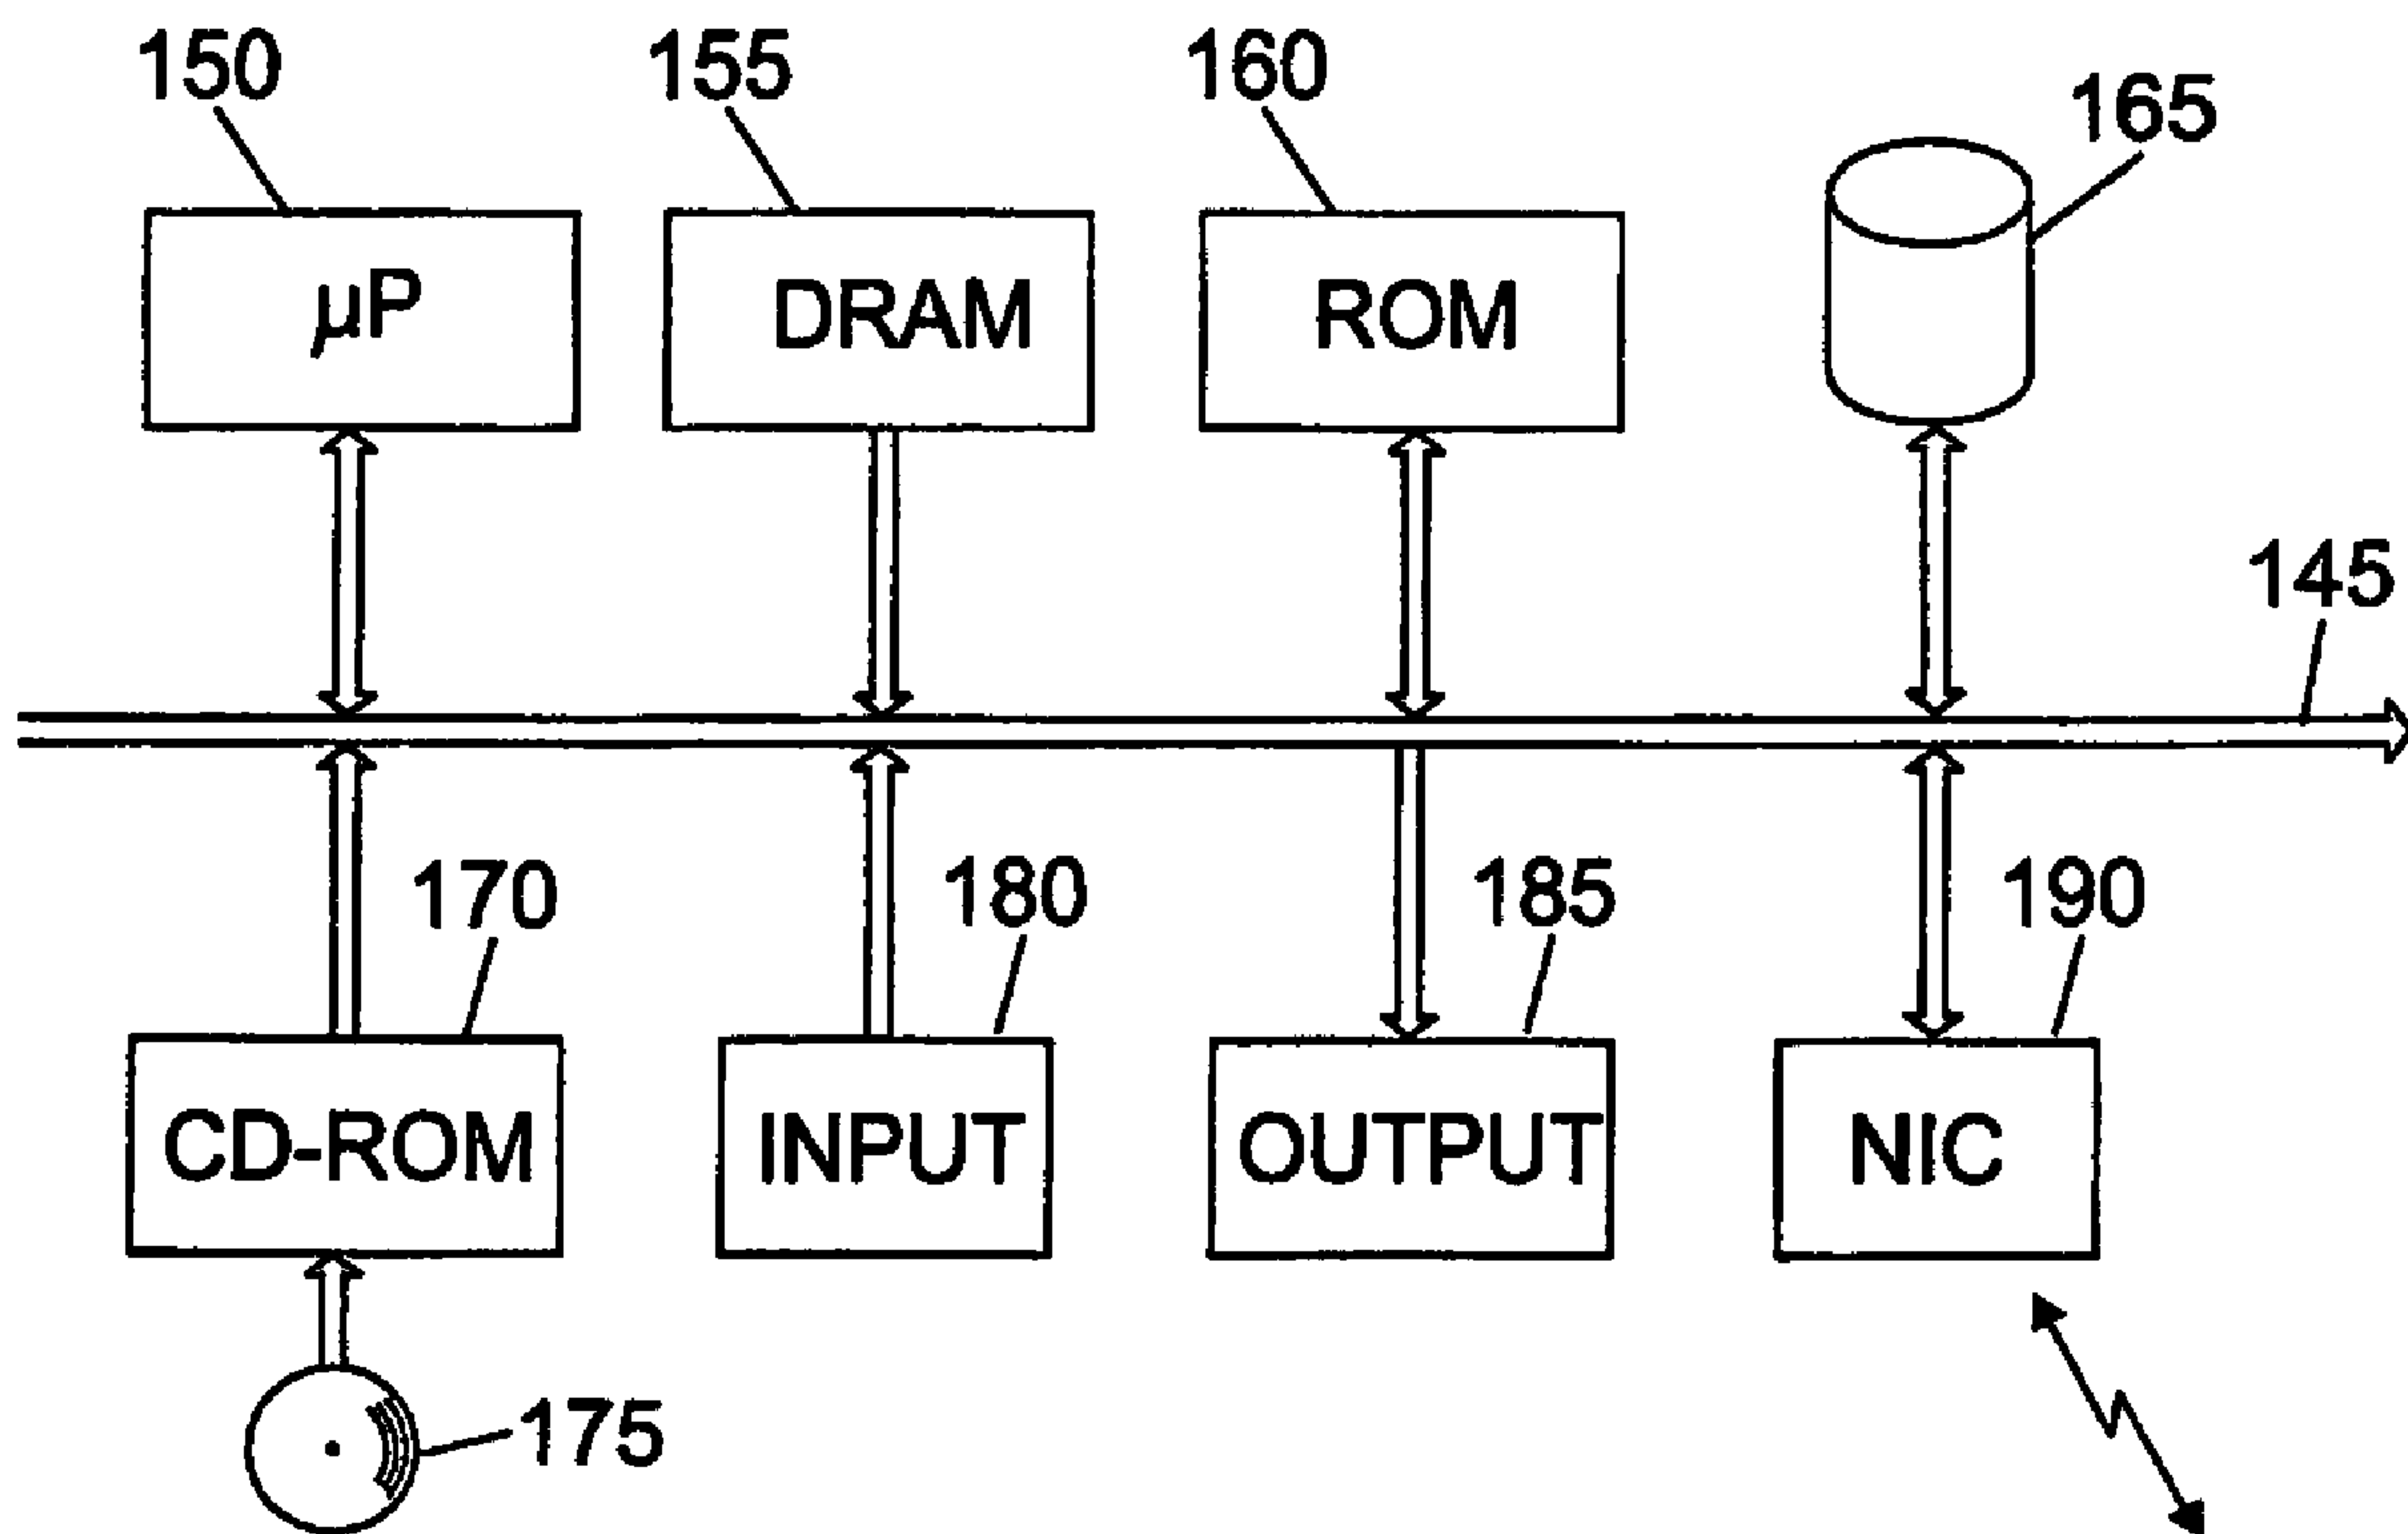 150
155
160
165
µP
DRAM
ROM
145
170
180
185
190
CD-ROM
INPUT
OUTPUT
NIC
175